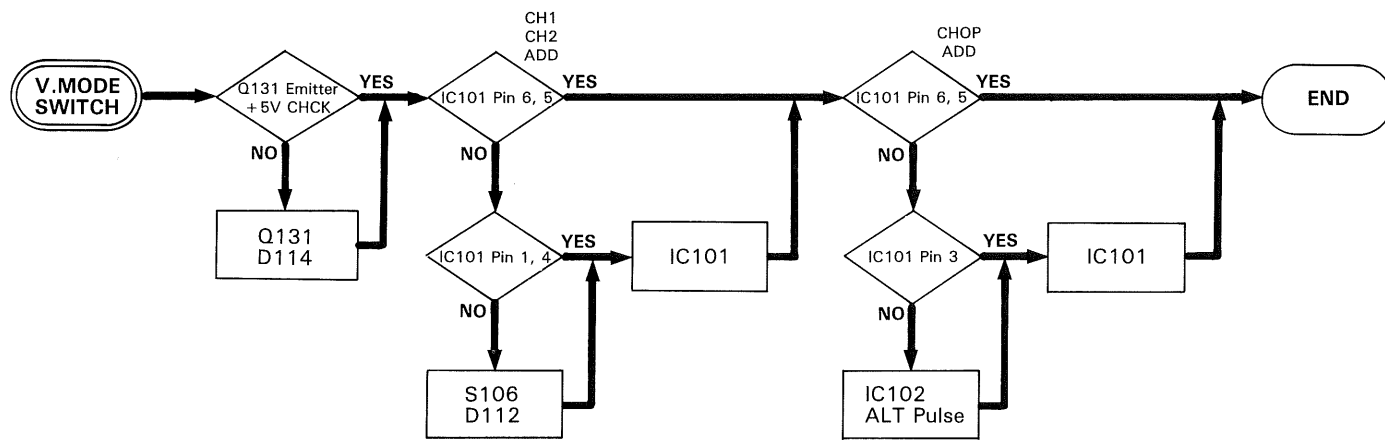 V.MODE
SWITCH
Q131 Emitter
+5V CHCK
YES
NO
Q131
D114
CH1
CH2
ADD
IC101 Pin 6, 5
YES
NO
IC101 Pin 1, 4
YES
NO
IC101
S106
D112
CHOP
ADD
IC101 Pin 6, 5
YES
NO
IC101 Pin 3
YES
NO
IC101
IC102
ALT Pulse
END